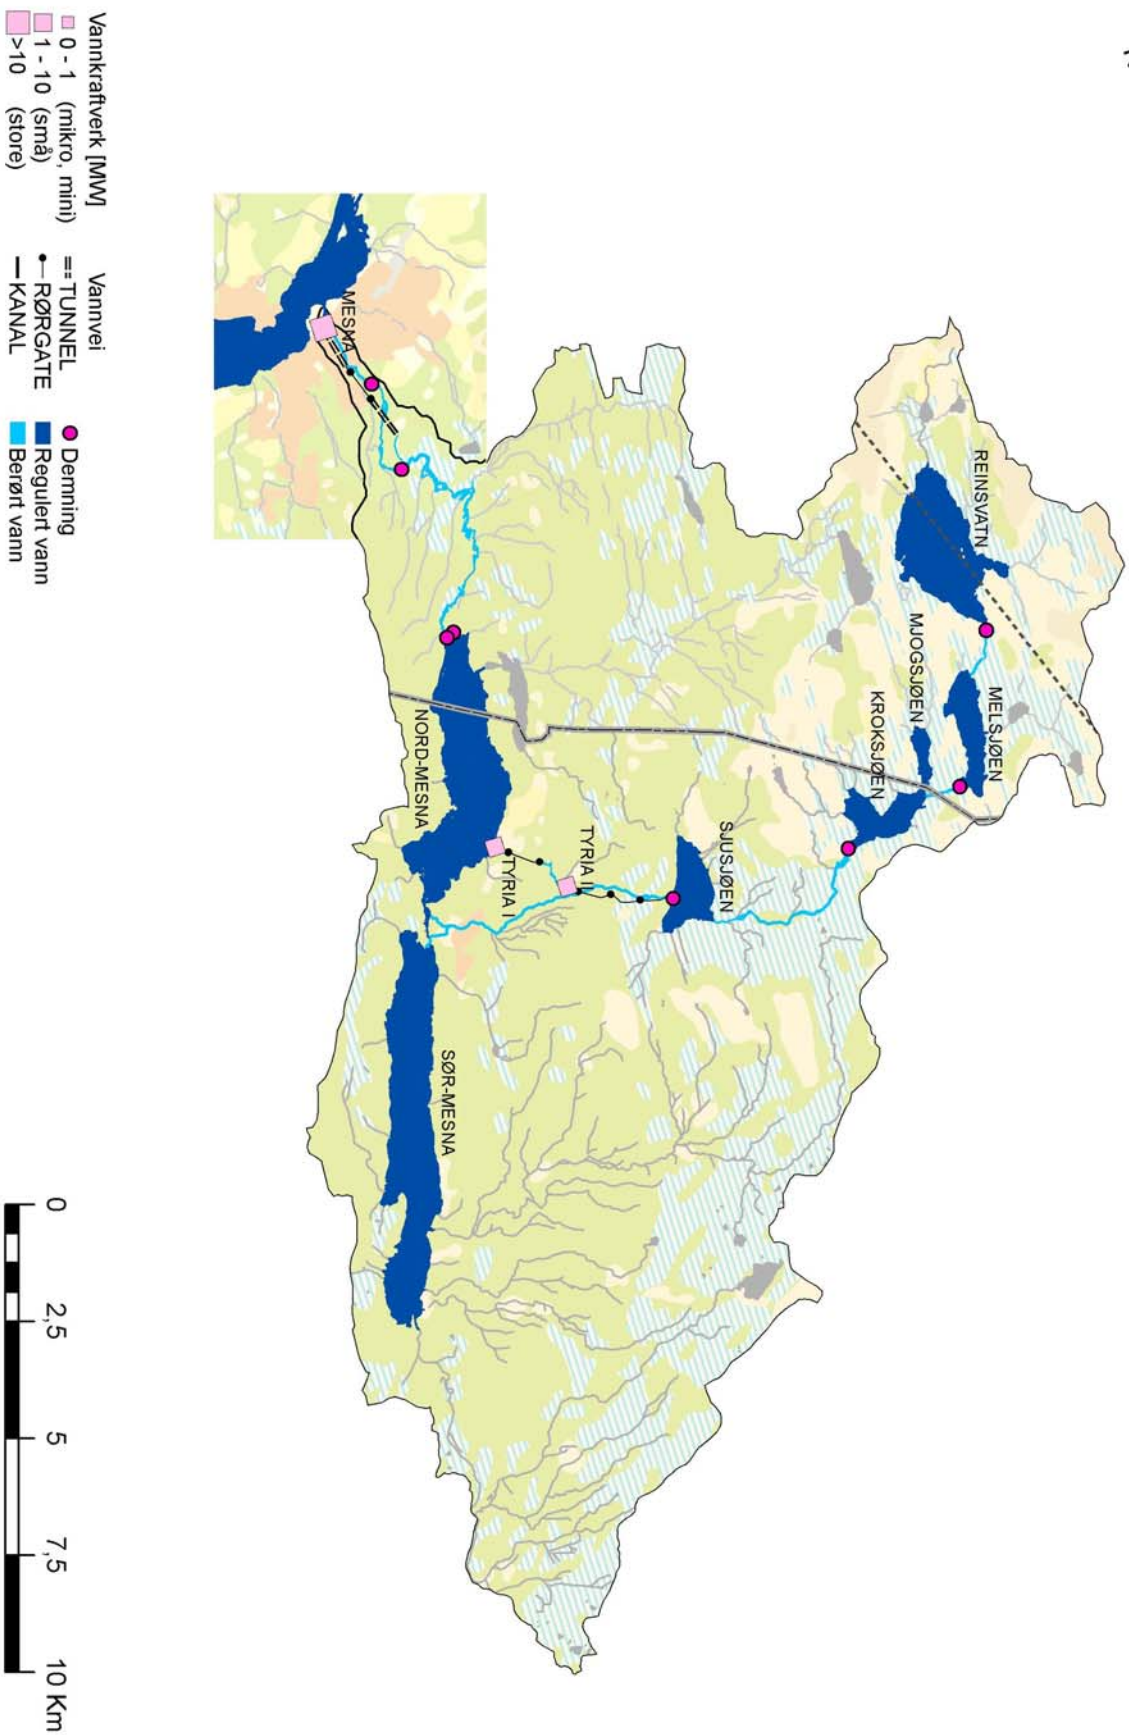 REINSVATN
MELSJØEN
MJOGSJØEN
KROKSJØEN
SJUSJØEN
TYRIA II
TYRIA I
NORD-MESNA
SØR-MESNA
MESNA
Vannkraftverk [MW]
0 - 1 (mikro, mini)
1 - 10 (små)
>10 (store)
Vannvei
TUNNEL
RØRGATE
KANAL
Demning
Regulert vann
Berørt vann
0 2,5 5 7,5 10 Km